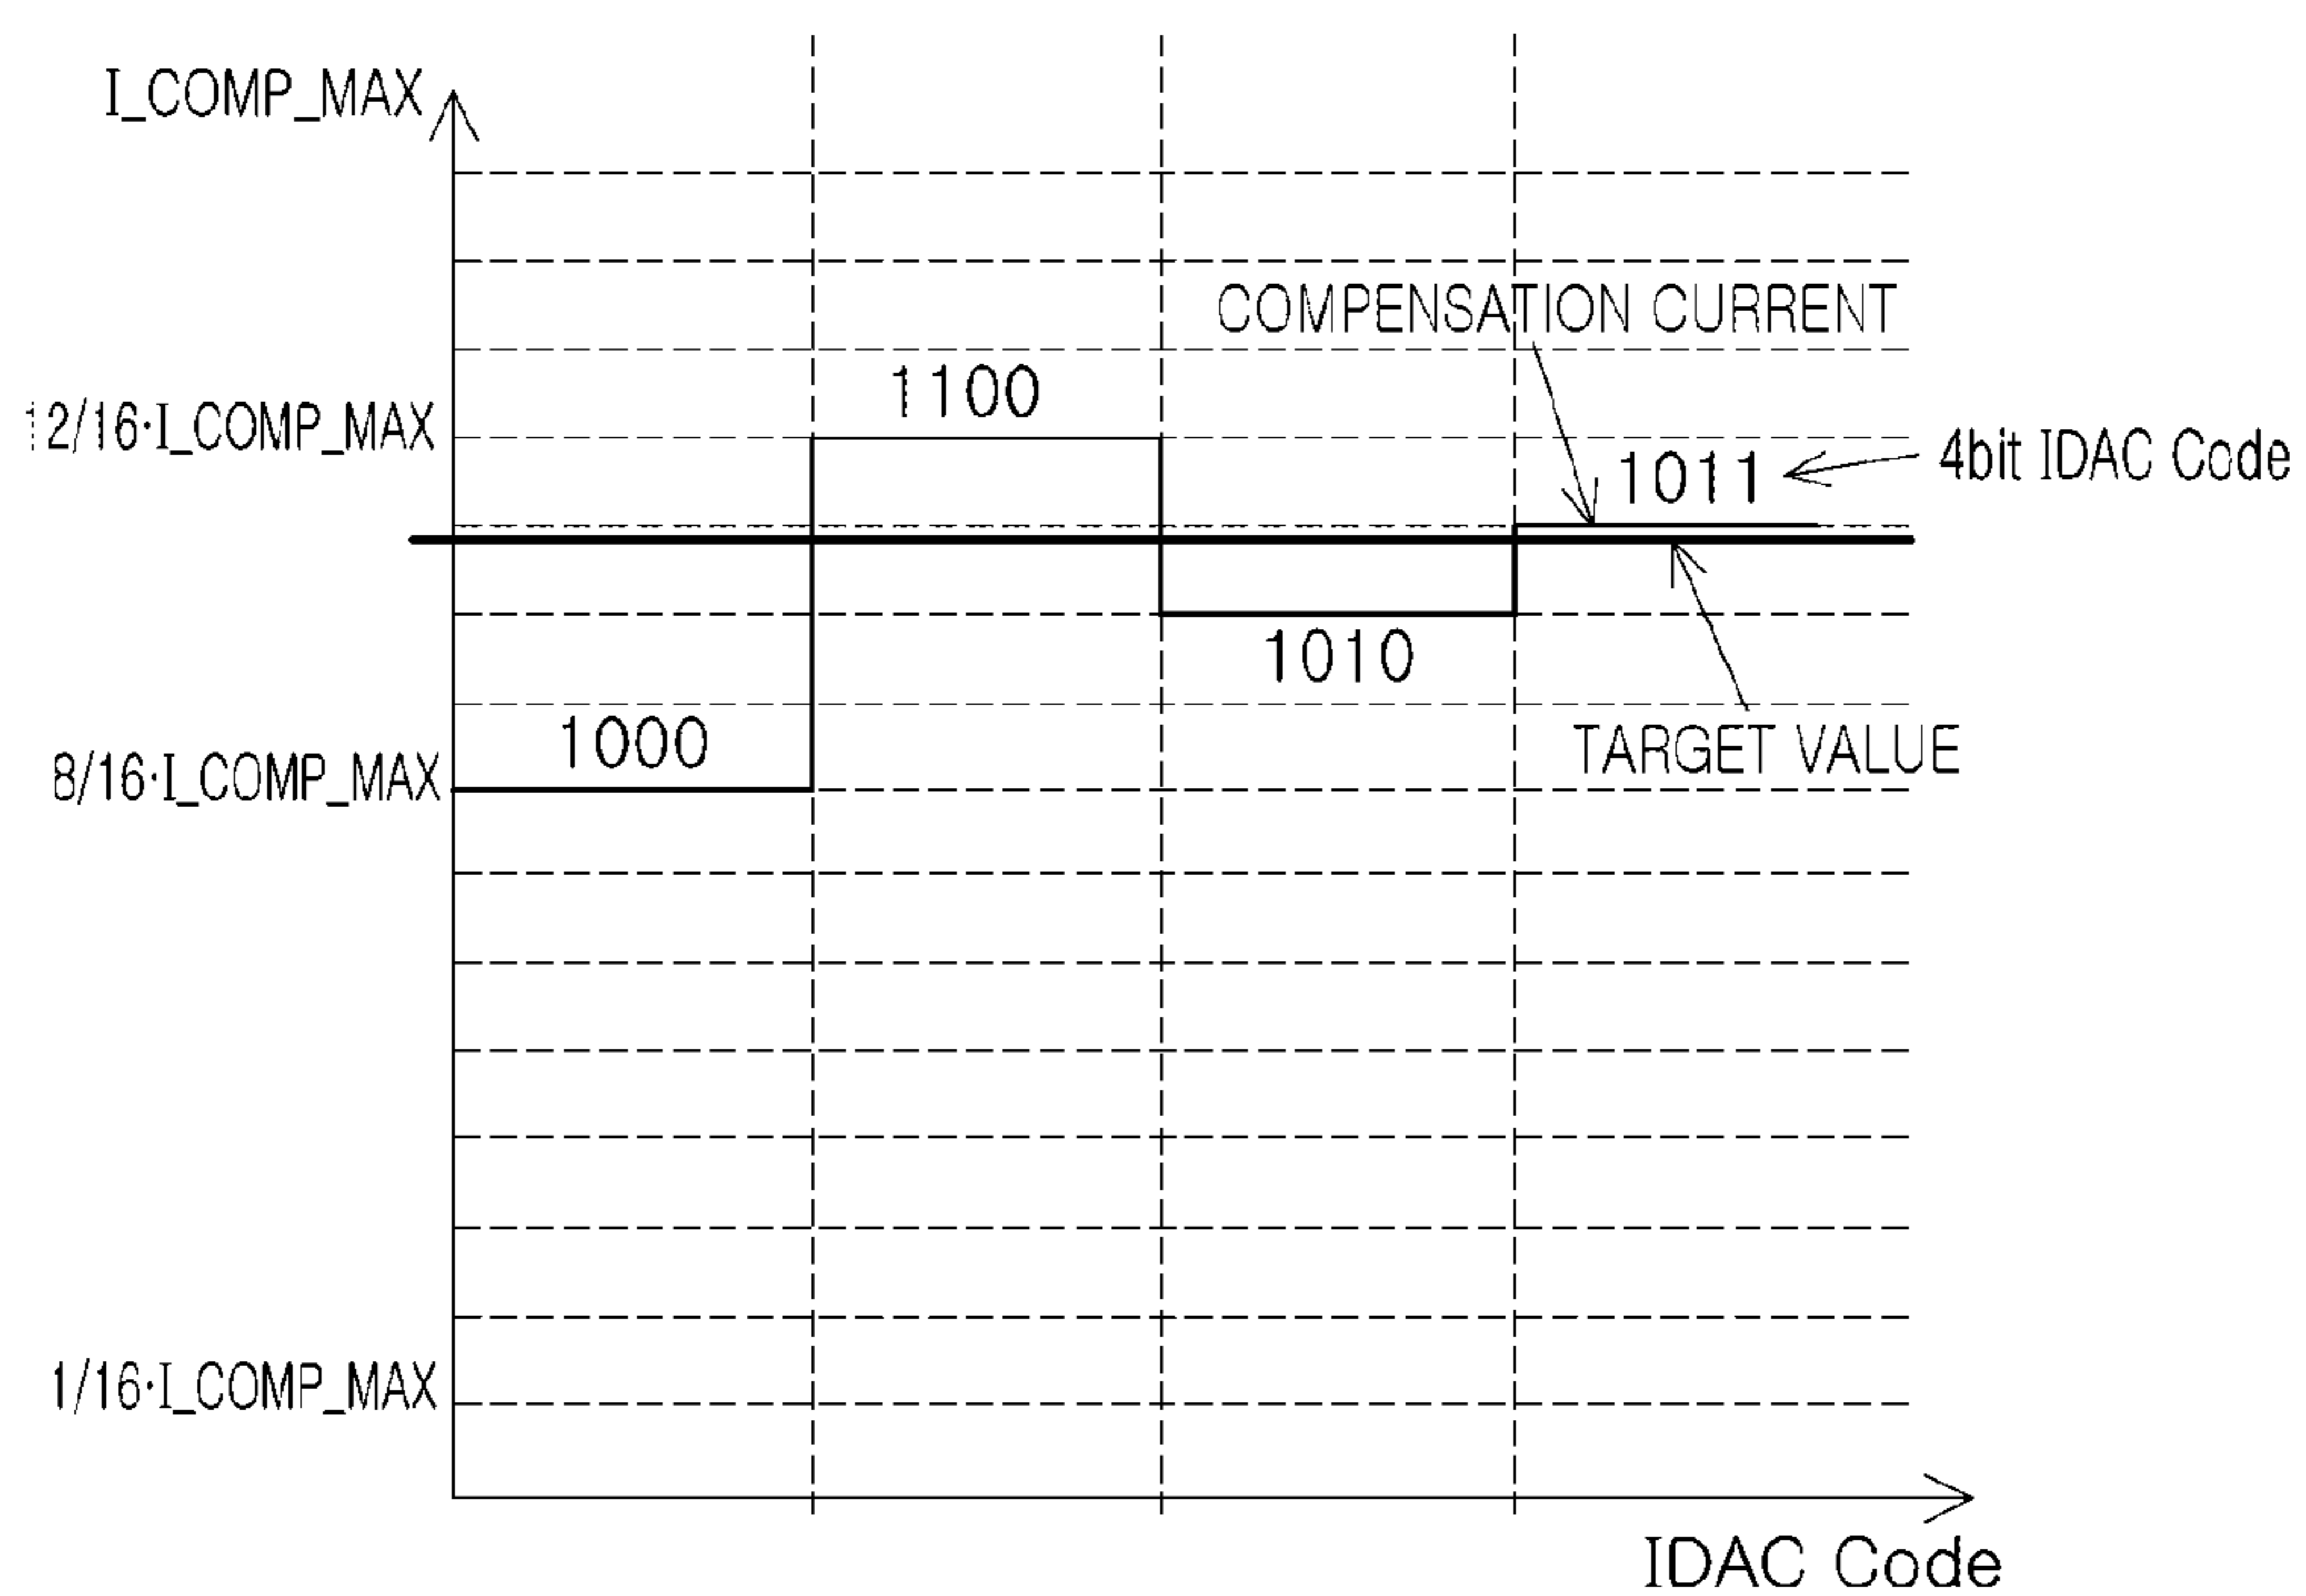 I_COMP_MAX
COMPENSATION CURRENT
1100
12/16·I_COMP_MAX
1011
4bit IDAC Code
1010
1000
TARGET VALUE
8/16·I_COMP_MAX
1/16·I_COMP_MAX
IDAC Code